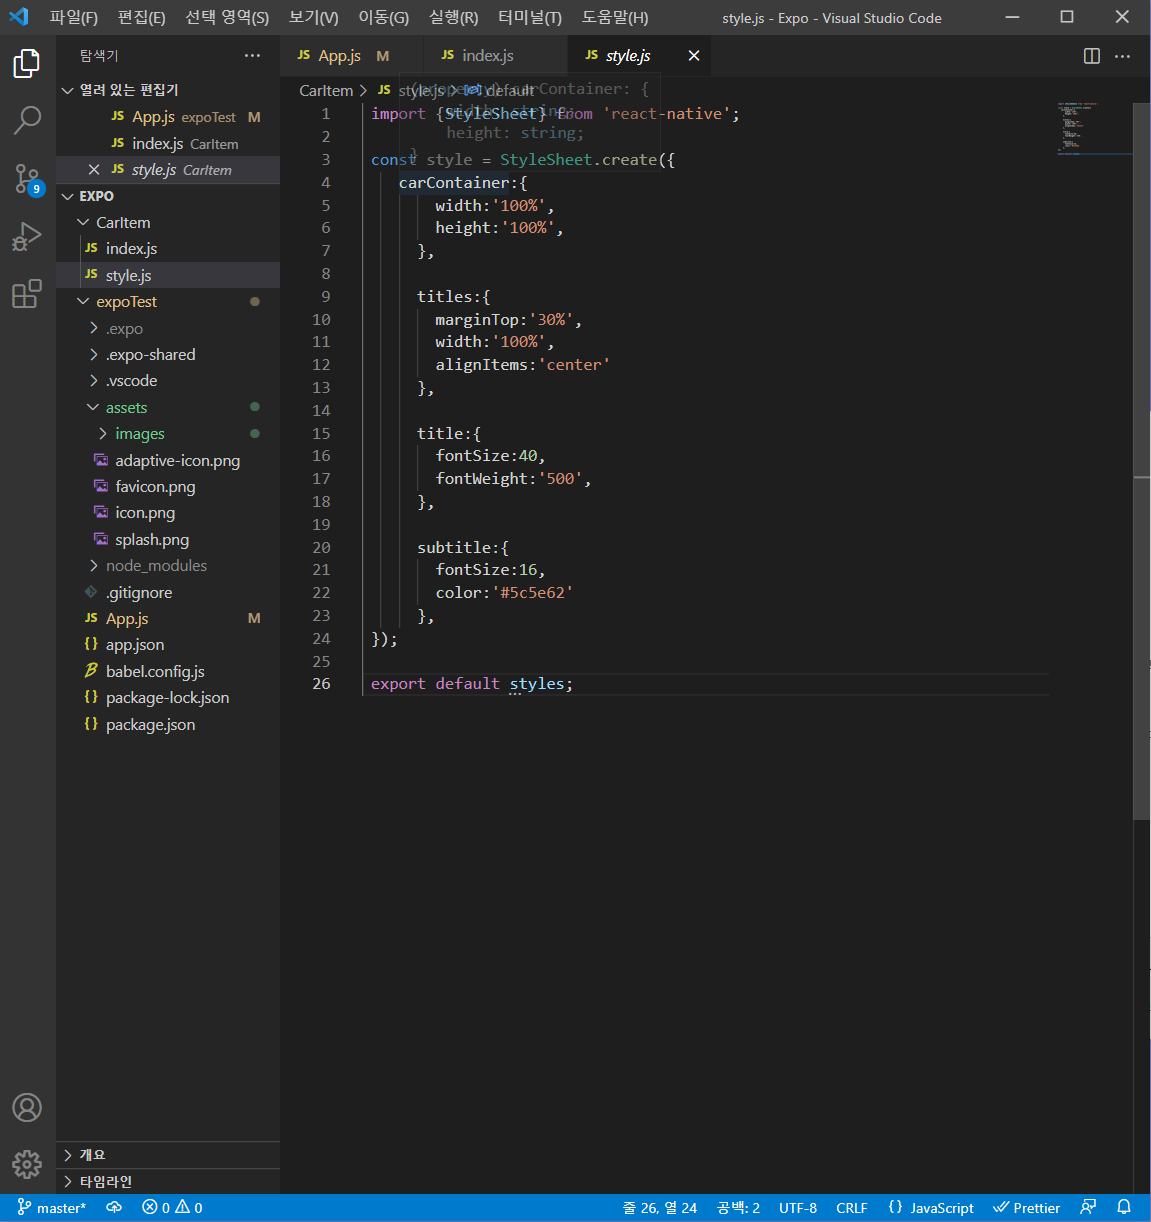 파일(F) 편집(E) 선택 영역(S) 보기(V) 이동(G) 실행(R) 터미널(T) 도움말(H) style.js - Expo - Visual Studio Code
탐색기 ···
열려 있는 편집기
JS App.js expoTest M
JS index.js CarItem
JS style.js CarItem
9
EXPO
CarItem
JS index.js
JS style.js
expoTest
.expo
.expo-shared
.vscode
assets
images
adaptive-icon.png
favicon.png
icon.png
splash.png
node_modules
.gitignore
JS App.js M
{} app.json
babel.config.js
{} package-lock.json
{} package.json
개요
타임라인
JS App.js M JS index.js JS style.js
CarItem > JS style.js > default
(property) carContainer: {
width: string;
height: string;
}
1 import {StyleSheet} from 'react-native';
2
3 const style = StyleSheet.create({
4 carContainer:{
5 width:'100%',
6 height:'100%',
7 },
8
9 titles:{
10 marginTop:'30%',
11 width:'100%',
12 alignItems:'center'
13 },
14
15 title:{
16 fontSize:40,
17 fontWeight:'500',
18 },
19
20 subtitle:{
21 fontSize:16,
22 color:'#5c5e62'
23 },
24 });
25
26 export default styles;
master* 0 0 줄 26, 열 24 공백: 2 UTF-8 CRLF {} JavaScript Prettier